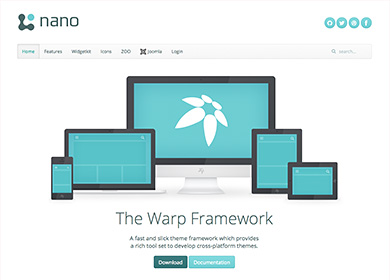 nano
Home Features Widgetkit Icons ZOO Joomla Login search...
The Warp Framework
A fast and slick theme framework which provides
a rich tool set to develop cross-platform themes.
Download Documentation